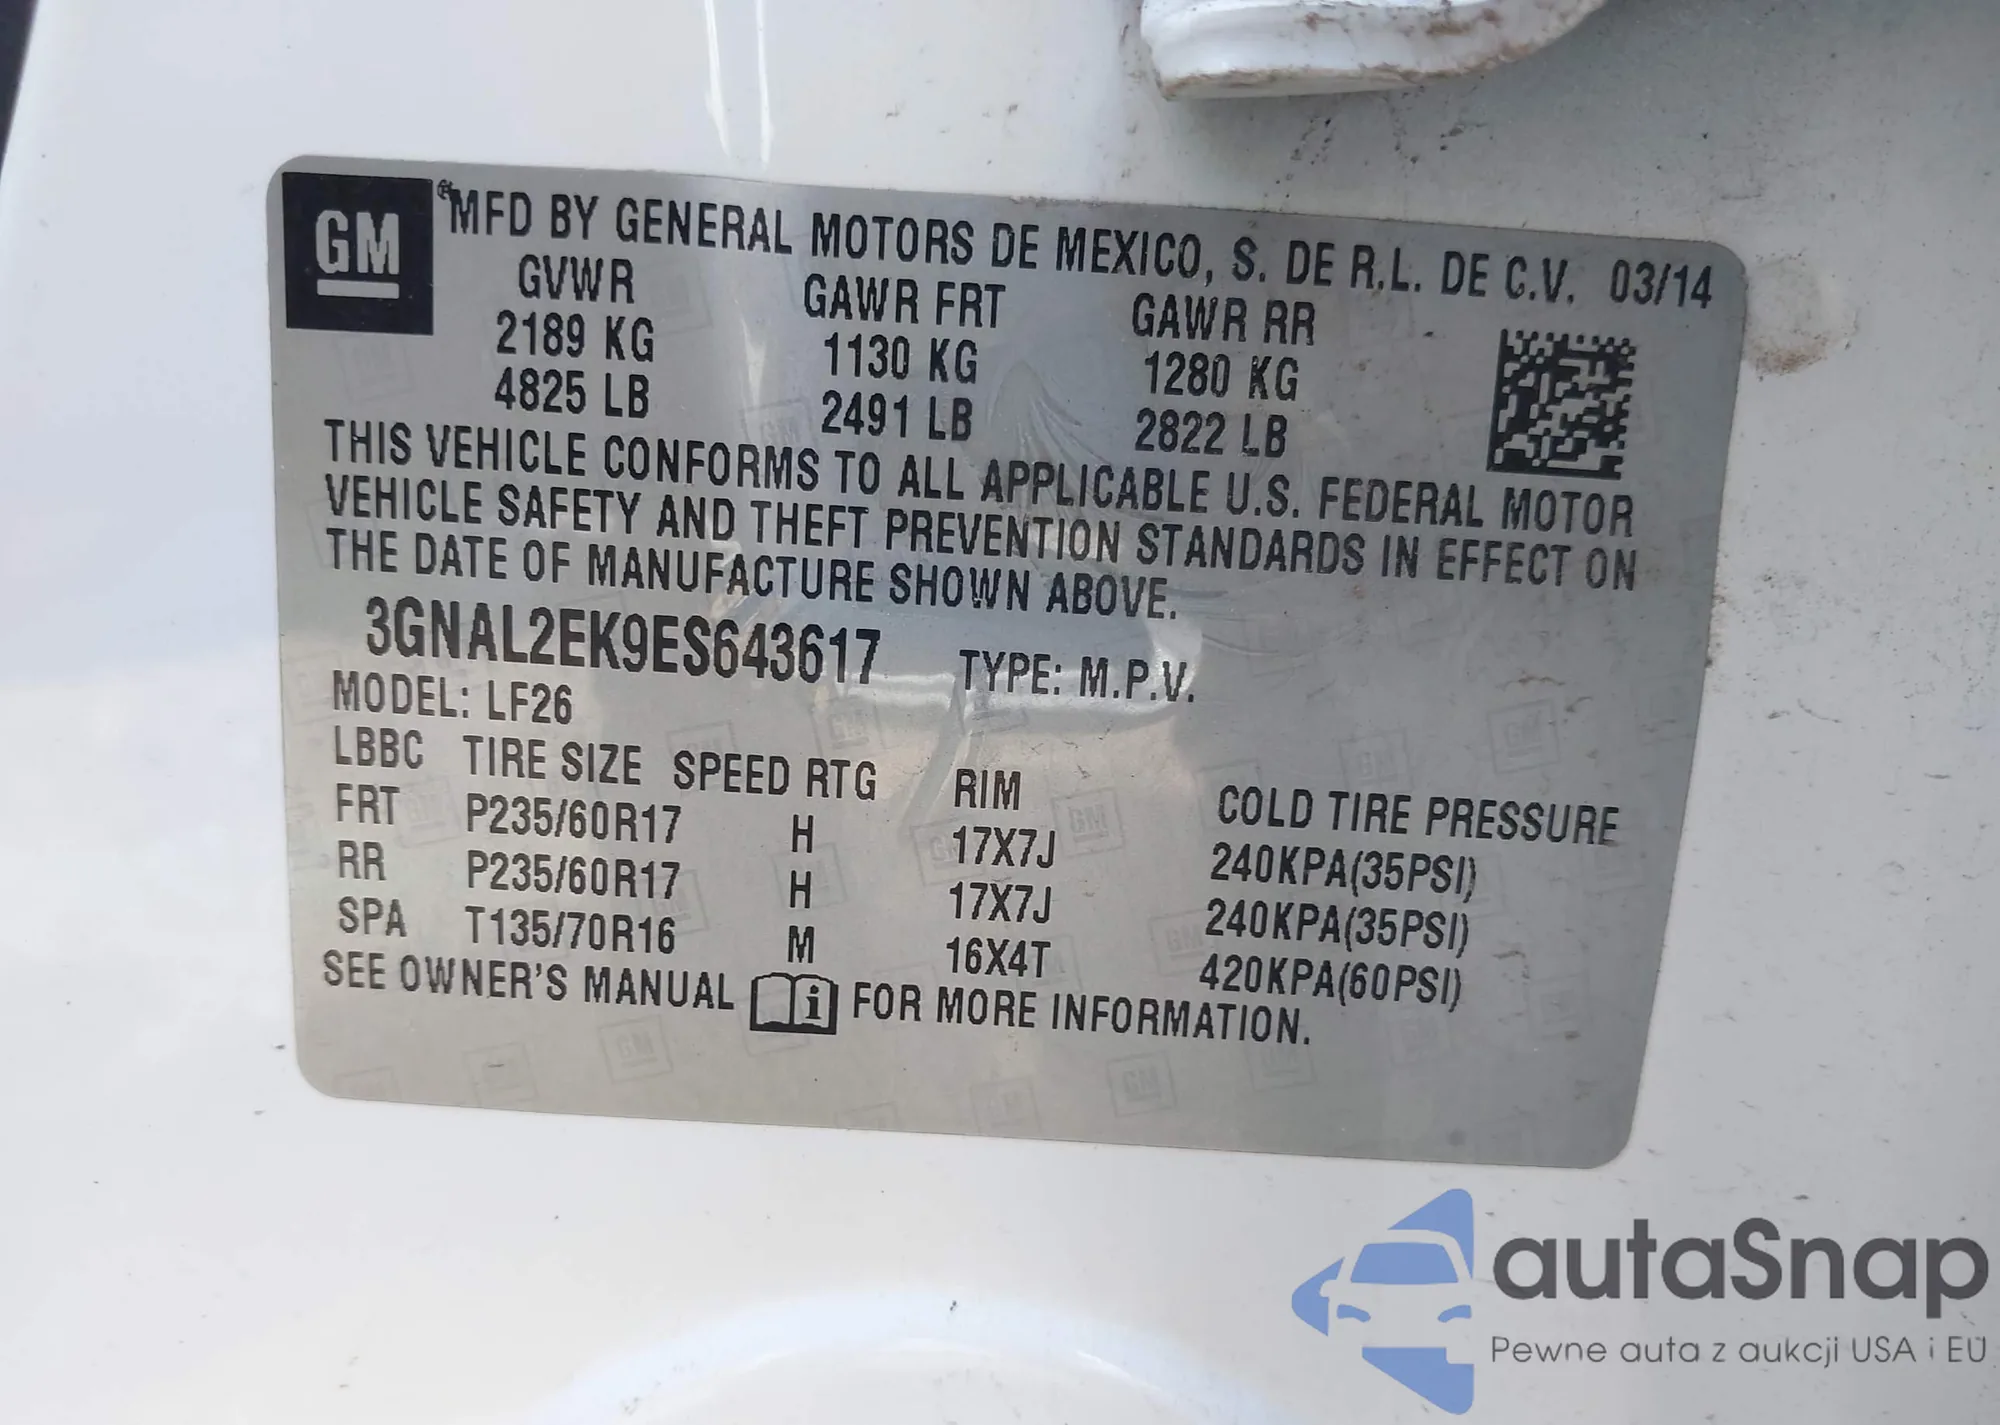 GM
MFD BY GENERAL MOTORS DE MEXICO, S. DE R.L. DE C.V. 03/14
GVWR GAWR FRT GAWR RR
2189 KG 1130 KG 1280 KG
4825 LB 2491 LB 2822 LB
THIS VEHICLE CONFORMS TO ALL APPLICABLE U.S. FEDERAL MOTOR
VEHICLE SAFETY AND THEFT PREVENTION STANDARDS IN EFFECT ON
THE DATE OF MANUFACTURE SHOWN ABOVE.
3GNAL2EK9ES643617 TYPE: M.P.V.
MODEL: LF26
LBBC TIRE SIZE SPEED RTG RIM COLD TIRE PRESSURE
FRT P235/60R17 H 17X7J 240KPA(35PSI)
RR P235/60R17 H 17X7J 240KPA(35PSI)
SPA T135/70R16 M 16X4T 420KPA(60PSI)
SEE OWNER'S MANUAL i FOR MORE INFORMATION.
autaSnap
Pewne auta z aukcji USA i EU